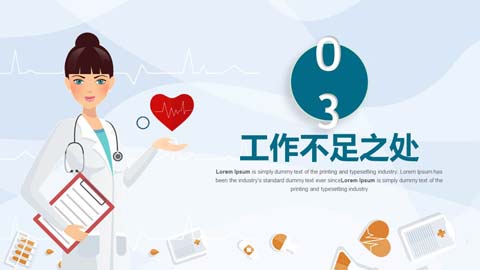 0
3
工作不足之处
Lorem Ipsum is simply dummy text of the printing and typesetting industry. Lorem Ipsum has
been the industry's standard dummy text ever sinceLorem Ipsum is simply dummy text of the
printing and typesetting industry